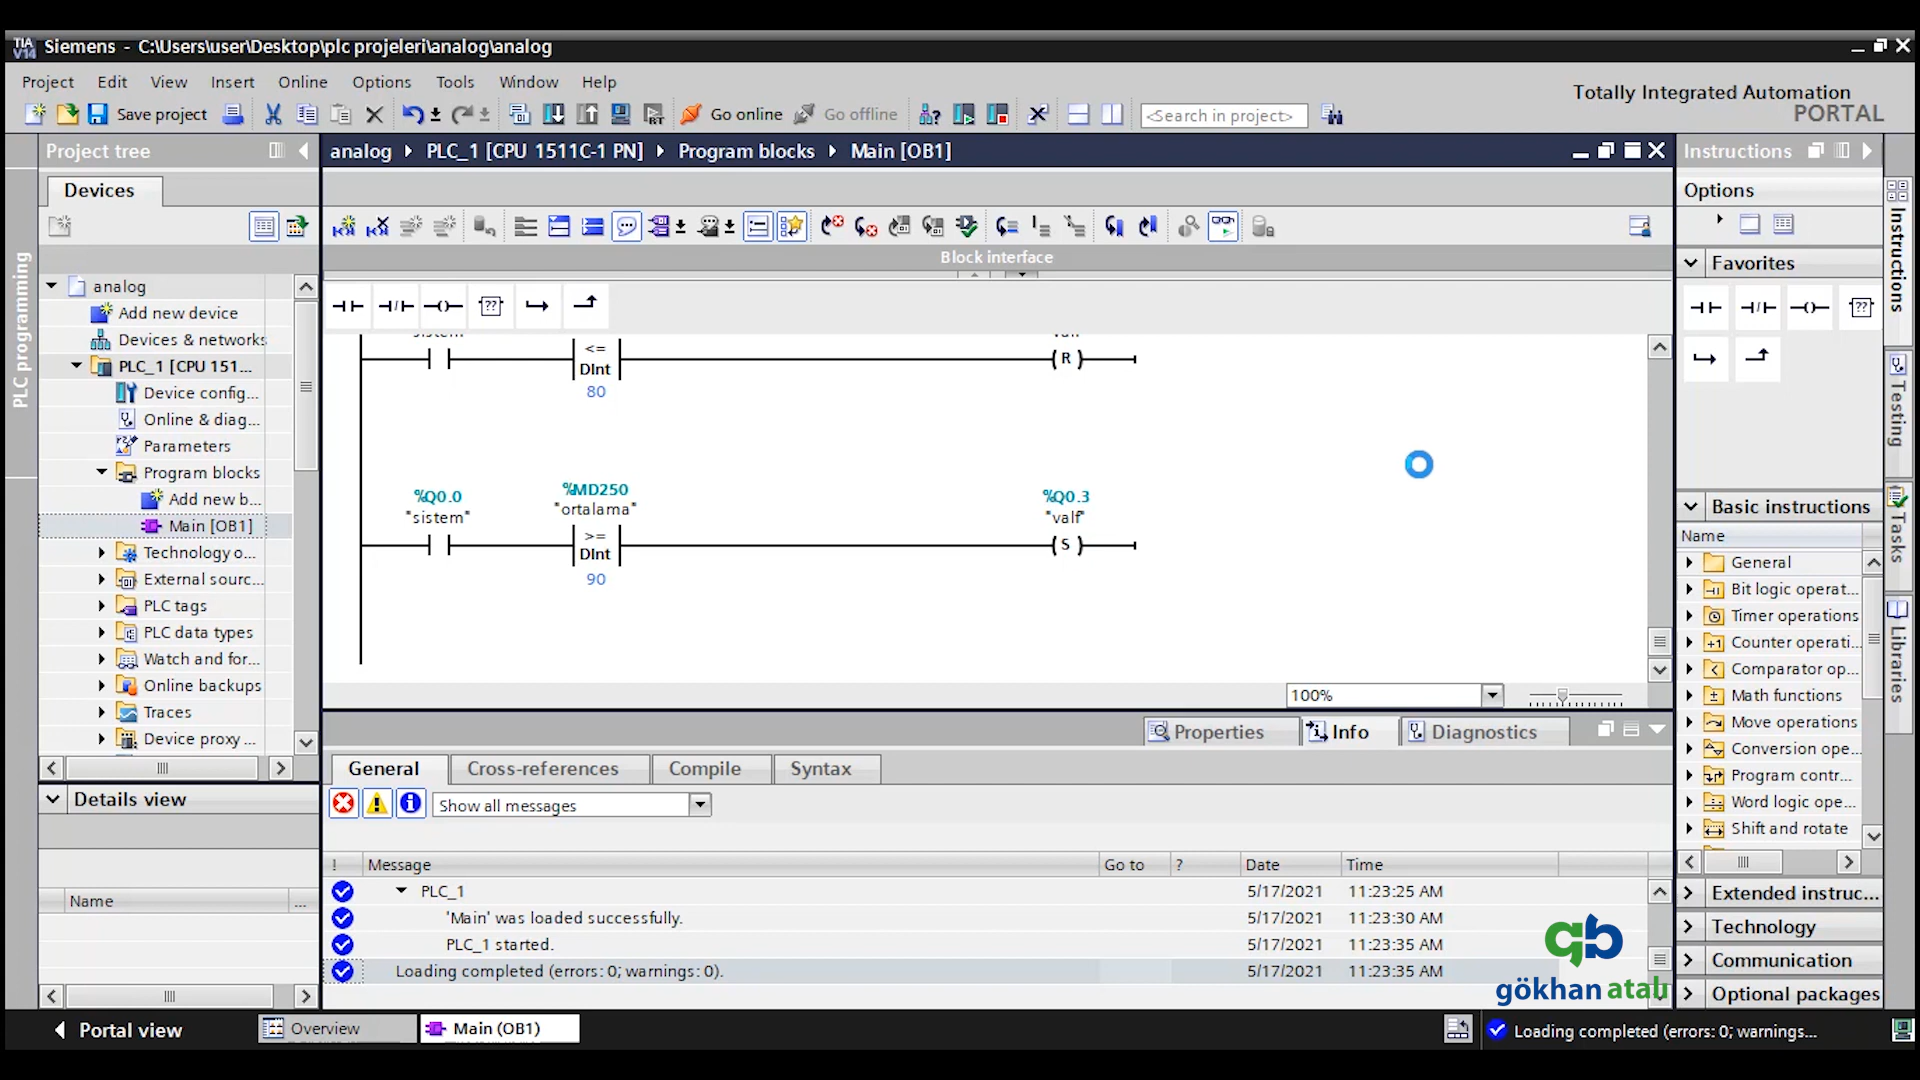 TIA V14 Siemens - C:\Users\user\Desktop\plc projeleri\analog\analog
Project Edit View Insert Online Options Tools Window Help
Totally Integrated Automation
PORTAL
Save project
Go online
Go offline
<Search in project>
PLC programming
Project tree
Devices
analog
Add new device
Devices & networks
PLC_1 [CPU 151...
Device config...
Online & diag...
Parameters
Program blocks
Add new b...
Main [OB1]
Technology o...
External sourc...
PLC tags
PLC data types
Watch and for...
Online backups
Traces
Device proxy ...
Details view
Name ...
analog PLC_1 [CPU 1511C-1 PN] Program blocks Main [OB1]
Block interface
??
<=
DInt
80
( R )
%Q0.0
"sistem"
%MD250
"ortalama"
>=
DInt
90
%Q0.3
"valf"
( S )
100%
Properties Info Diagnostics
General Cross-references Compile Syntax
Show all messages
! Message Go to ? Date Time
PLC_1 5/17/2021 11:23:25 AM
'Main' was loaded successfully. 5/17/2021 11:23:30 AM
PLC_1 started. 5/17/2021 11:23:35 AM
Loading completed (errors: 0; warnings: 0). 5/17/2021 11:23:35 AM
Instructions
Options
Favorites
??
Basic instructions
Name
General
Bit logic operat...
Timer operations
Counter operati...
Comparator op...
Math functions
Move operations
Conversion ope...
Program contr...
Word logic ope...
Shift and rotate
Extended instruc...
Technology
Communication
Optional packages
Instructions
Testing
Tasks
Libraries
gökhan atalı
Portal view
Overview
Main (OB1)
Loading completed (errors: 0; warnings...